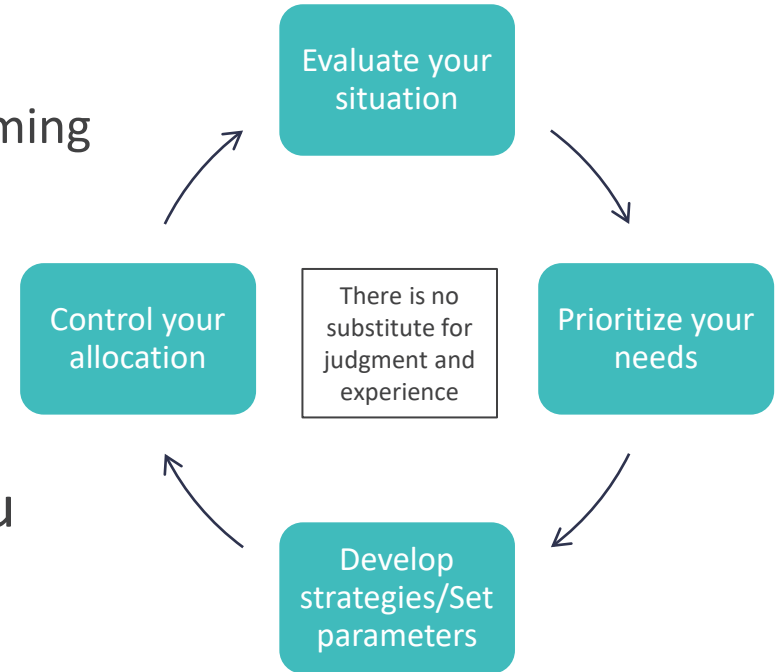 Evaluate your
situation
ming
Control your
allocation
There is no
substitute for
judgment and
experience
Prioritize your
needs
u
Develop
strategies/Set
parameters